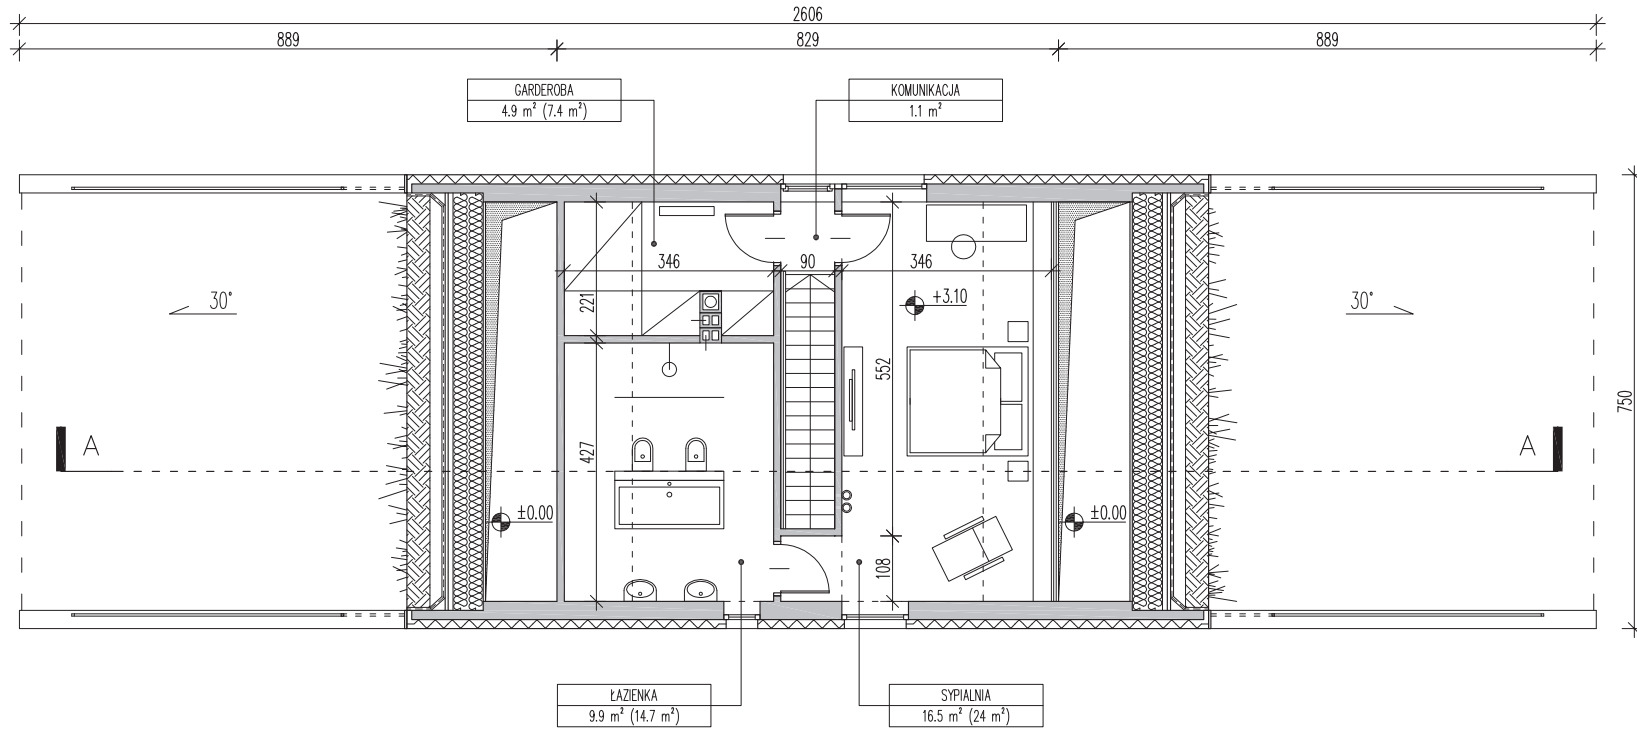 2606
889
829
889
GARDEROBA
4.9 m² (7.4 m²)
KOMUNIKACJA
1.1 m²
346
90
346
30°
221
+3.10
30°
552
750
A
427
A
±0.00
±0.00
108
ŁAZIENKA
9.9 m² (14.7 m²)
SYPIALNIA
16.5 m² (24 m²)